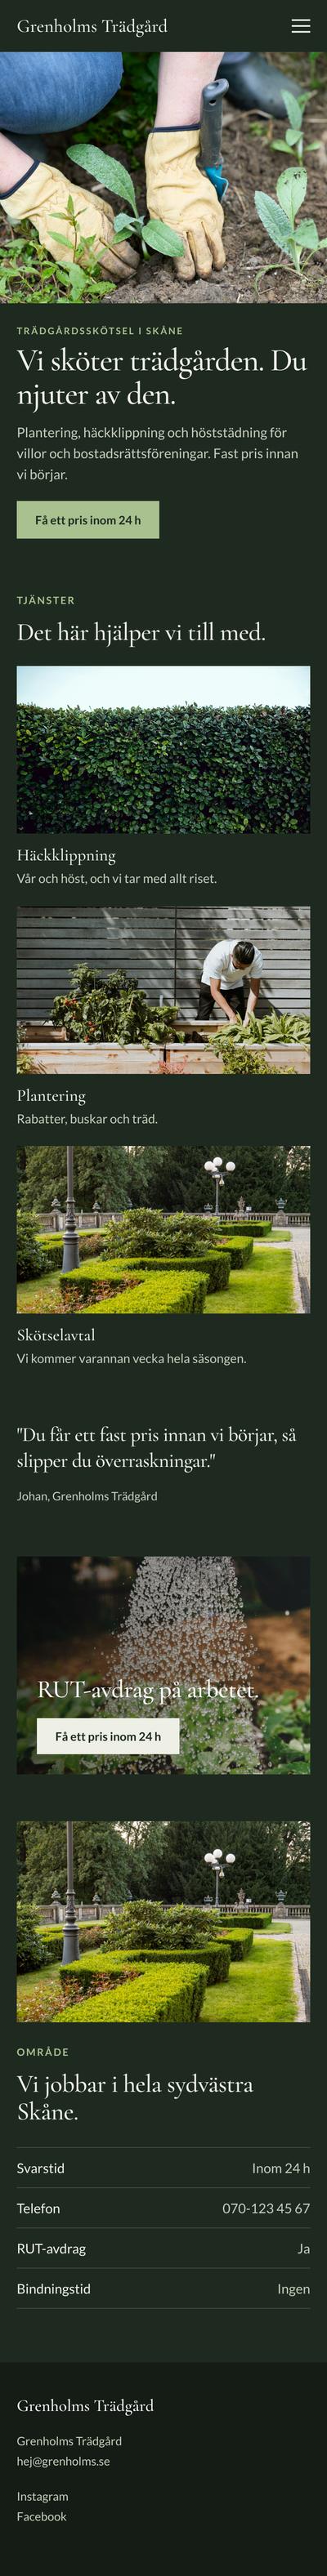 Grenholms Trädgård
TRÄDGÅRDSSKÖTSEL I SKÅNE
Vi sköter trädgården. Du
njuter av den.
Plantering, häckklippning och höststädning för
villor och bostadsrättsföreningar. Fast pris innan
vi börjar.
Få ett pris inom 24 h
TJÄNSTER
Det här hjälper vi till med.
Häckklippning
Vår och höst, och vi tar med allt riset.
Plantering
Rabatter, buskar och träd.
Skötselavtal
Vi kommer varannan vecka hela säsongen.
"Du får ett fast pris innan vi börjar, så
slipper du överraskningar."
Johan, Grenholms Trädgård
RUT-avdrag på arbetet.
Få ett pris inom 24 h
OMRÅDE
Vi jobbar i hela sydvästra
Skåne.
Svarstid Inom 24 h
Telefon 070-123 45 67
RUT-avdrag Ja
Bindningstid Ingen
Grenholms Trädgård
Grenholms Trädgård
hej@grenholms.se
Instagram
Facebook